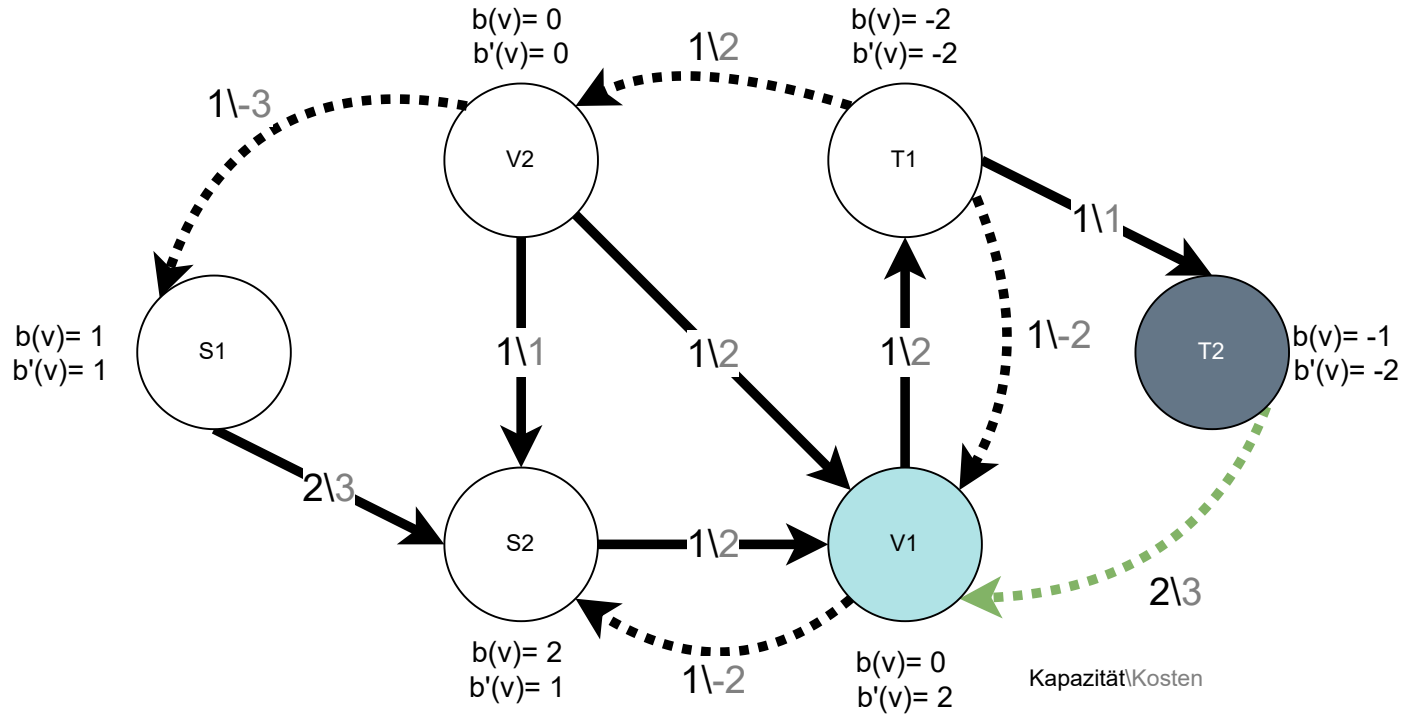 b(v)= 0
b'(v)= 0
b(v)= -2
b'(v)= -2
1\2
1\-3
V2
T1
1\1
b(v)= 1
b'(v)= 1
S1
1\1
1\2
1\2
1\-2
T2
b(v)= -1
b'(v)= -2
2\3
S2
1\2
V1
2\3
b(v)= 2
b'(v)= 1
1\-2
b(v)= 0
b'(v)= 2
Kapazität\Kosten